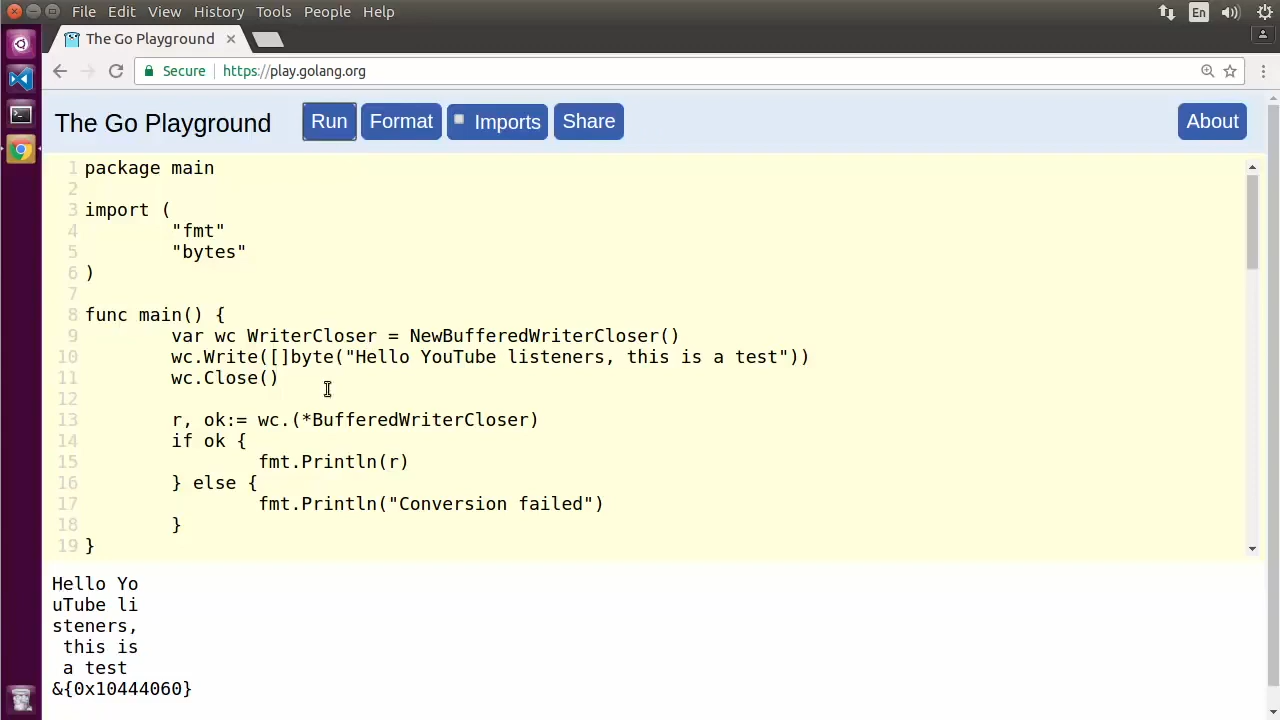 File Edit View History Tools People Help
En
The Go Playground
Secure https://play.golang.org
The Go Playground Run Format Imports Share About
1 package main
2
3 import (
4 "fmt"
5 "bytes"
6 )
7
8 func main() {
9 var wc WriterCloser = NewBufferedWriterCloser()
10 wc.Write([]byte("Hello YouTube listeners, this is a test"))
11 wc.Close()
12
13 r, ok:= wc.(*BufferedWriterCloser)
14 if ok {
15 fmt.Println(r)
16 } else {
17 fmt.Println("Conversion failed")
18 }
19 }
Hello Yo
uTube li
steners,
this is
a test
&{0x10444060}